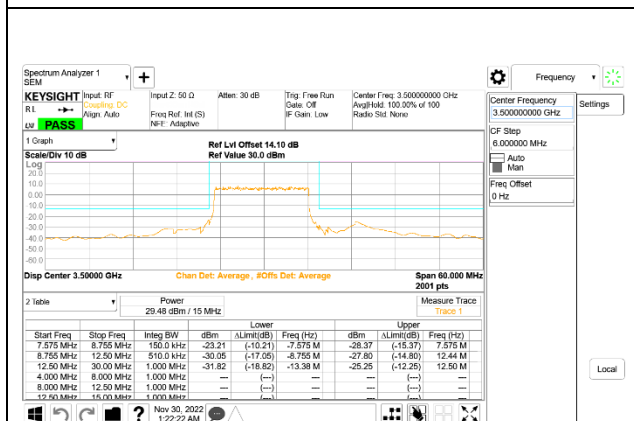 Spectrum Analyzer 1
SEM
+
Frequency
KEYSIGHT Input: RF Input Z: 50 Ω Atten: 30 dB Trig: Free Run Center Freq: 3.500000000 GHz
R L Coupling: DC Gate: Off Avg|Hold: 100.00% of 100
Align: Auto Freq Ref: Int (S) IF Gain: Low Radio Std: None
NFE: Adaptive
PASS
Center Frequency
3.500000000 GHz
Settings
CF Step
6.000000 MHz
Auto
Man
Freq Offset
0 Hz
1 Graph
Ref Lvl Offset 14.10 dB
Scale/Div 10 dB Ref Value 30.0 dBm
Log
20.0
10.0
0.00
-10.0
-20.0
-30.0
-40.0
-50.0
-60.0
Disp Center 3.50000 GHz Chan Det: Average , #Offs Det: Average Span 60.000 MHz
2001 pts
2 Table Power Measure Trace
29.48 dBm / 15 MHz Trace 1
Lower Upper
Start Freq Stop Freq Integ BW dBm ΔLimit(dB) Freq (Hz) dBm ΔLimit(dB) Freq (Hz)
7.575 MHz 8.755 MHz 150.0 kHz -23.21 (-10.21) -7.575 M -28.37 (-15.37) 7.575 M
8.755 MHz 12.50 MHz 510.0 kHz -30.05 (-17.05) -8.755 M -27.80 (-14.80) 12.44 M
12.50 MHz 30.00 MHz 1.000 MHz -31.82 (-18.82) -13.38 M -25.25 (-12.25) 12.50 M
4.000 MHz 8.000 MHz 1.000 MHz --- (---) --- --- (---) ---
8.000 MHz 12.50 MHz 1.000 MHz --- (---) --- --- (---) ---
12.50 MHz 15.00 MHz 1.000 MHz --- (---) --- --- (---) ---
Local
? Nov 30, 2022
1:22:22 AM